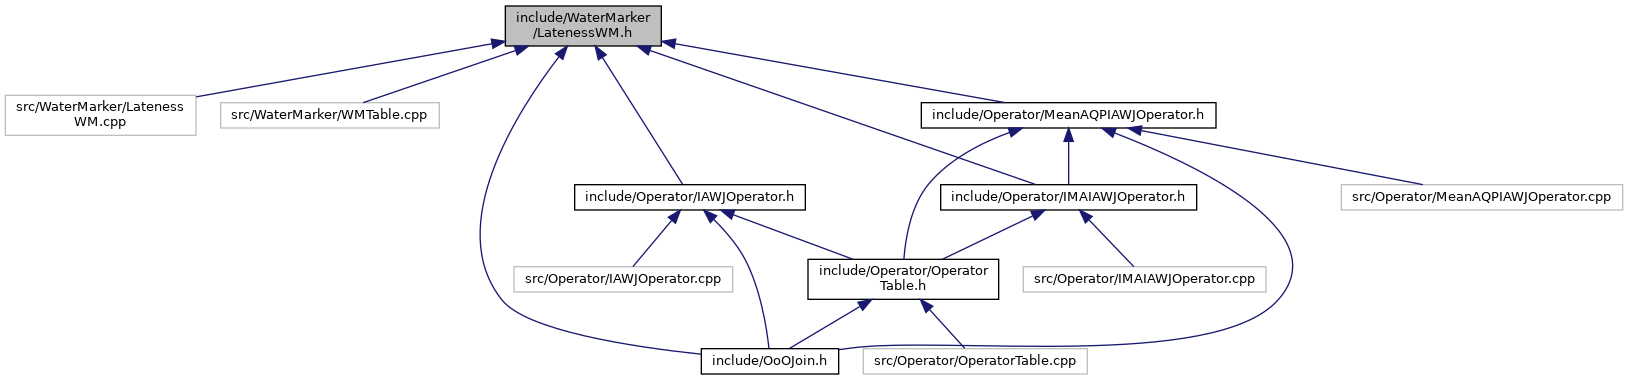 include/WaterMarker
/LatenessWM.h
src/WaterMarker/Lateness
WM.cpp
src/WaterMarker/WMTable.cpp
include/Operator/MeanAQPIAWJOperator.h
include/Operator/IAWJOperator.h
include/Operator/IMAIAWJOperator.h
src/Operator/MeanAQPIAWJOperator.cpp
src/Operator/IAWJOperator.cpp
include/Operator/Operator
Table.h
src/Operator/IMAIAWJOperator.cpp
include/OoOJoin.h
src/Operator/OperatorTable.cpp